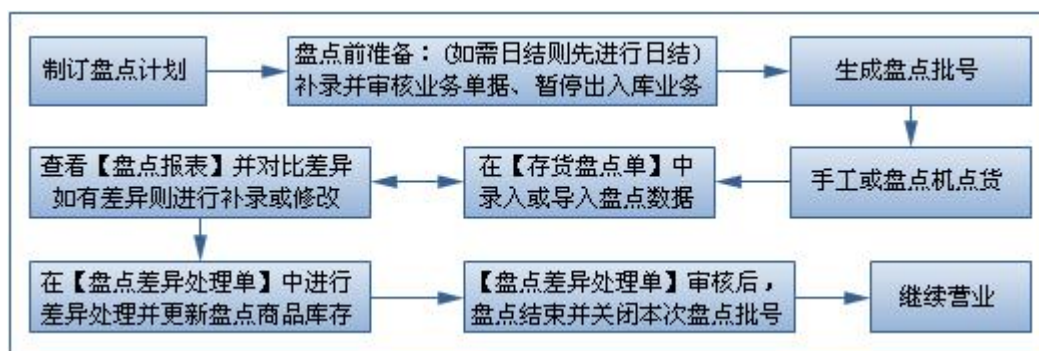 制订盘点计划
盘点前准备：(如需日结则先进行日结)
补录并审核业务单据、暂停出入库业务
生成盘点批号
手工或盘点机点货
在【存货盘点单】中
录入或导入盘点数据
查看【盘点报表】并对比差异
如有差异则进行补录或修改
在【盘点差异处理单】中进行
差异处理并更新盘点商品库存
【盘点差异处理单】审核后，
盘点结束并关闭本次盘点批号
继续营业